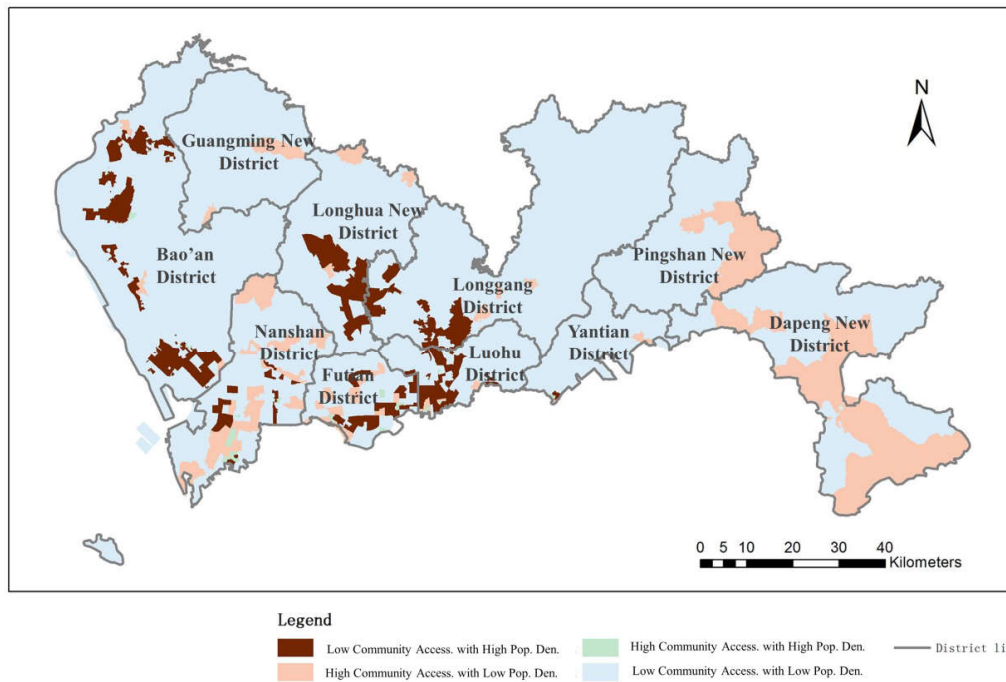 N
Guangming New
District
Longhua New
District
Bao'an
District
Pingshan New
District
Longgang
District
Nanshan
District
Yantian
District
Dapeng New
District
Luohu
District
Futian
District
0 5 10 20 30 40
Kilometers
Legend
Low Community Access. with High Pop. Den.
High Community Access. with High Pop. Den.
District li
High Community Access. with Low Pop. Den.
Low Community Access. with Low Pop. Den.